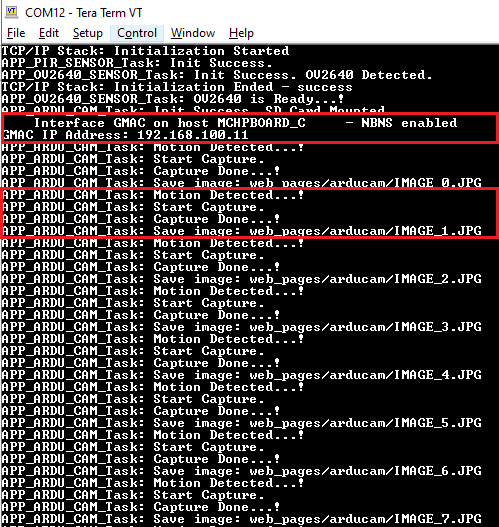 COM12 - Tera Term VT
File Edit Setup Control Window Help
TCP/IP Stack: Initialization Started
APP_PIR_SENSOR_Task: Init Success.
APP_OV2640_SENSOR_Task: Init Success. OV2640 Detected.
TCP/IP Stack: Initialization Ended - success
APP_ARDU_CAM_Task: OV2640 is Ready...!
APP_ARDU_CAM_Task: Init Success. SD Card Mounted
Interface GMAC on host MCHPBOARD_C - NBNS enabled
GMAC IP Address: 192.168.100.11
APP_ARDU_CAM_Task: Motion Detected...!
APP_ARDU_CAM_Task: Start Capture.
APP_ARDU_CAM_Task: Capture Done...!
APP_ARDU_CAM_Task: Save image: web_pages/arducam/IMAGE_0.JPG
APP_ARDU_CAM_Task: Motion Detected...!
APP_ARDU_CAM_Task: Start Capture.
APP_ARDU_CAM_Task: Capture Done...!
APP_ARDU_CAM_Task: Save image: web_pages/arducam/IMAGE_1.JPG
APP_ARDU_CAM_Task: Motion Detected...!
APP_ARDU_CAM_Task: Start Capture.
APP_ARDU_CAM_Task: Capture Done...!
APP_ARDU_CAM_Task: Save image: web_pages/arducam/IMAGE_2.JPG
APP_ARDU_CAM_Task: Motion Detected...!
APP_ARDU_CAM_Task: Start Capture.
APP_ARDU_CAM_Task: Capture Done...!
APP_ARDU_CAM_Task: Save image: web_pages/arducam/IMAGE_3.JPG
APP_ARDU_CAM_Task: Motion Detected...!
APP_ARDU_CAM_Task: Start Capture.
APP_ARDU_CAM_Task: Capture Done...!
APP_ARDU_CAM_Task: Save image: web_pages/arducam/IMAGE_4.JPG
APP_ARDU_CAM_Task: Motion Detected...!
APP_ARDU_CAM_Task: Start Capture.
APP_ARDU_CAM_Task: Capture Done...!
APP_ARDU_CAM_Task: Save image: web_pages/arducam/IMAGE_5.JPG
APP_ARDU_CAM_Task: Motion Detected...!
APP_ARDU_CAM_Task: Start Capture.
APP_ARDU_CAM_Task: Capture Done...!
APP_ARDU_CAM_Task: Save image: web_pages/arducam/IMAGE_6.JPG
APP_ARDU_CAM_Task: Motion Detected...!
APP_ARDU_CAM_Task: Start Capture.
APP_ARDU_CAM_Task: Capture Done...!
APP_ARDU_CAM_Task: Save image: web_pages/arducam/IMAGE_7.JPG